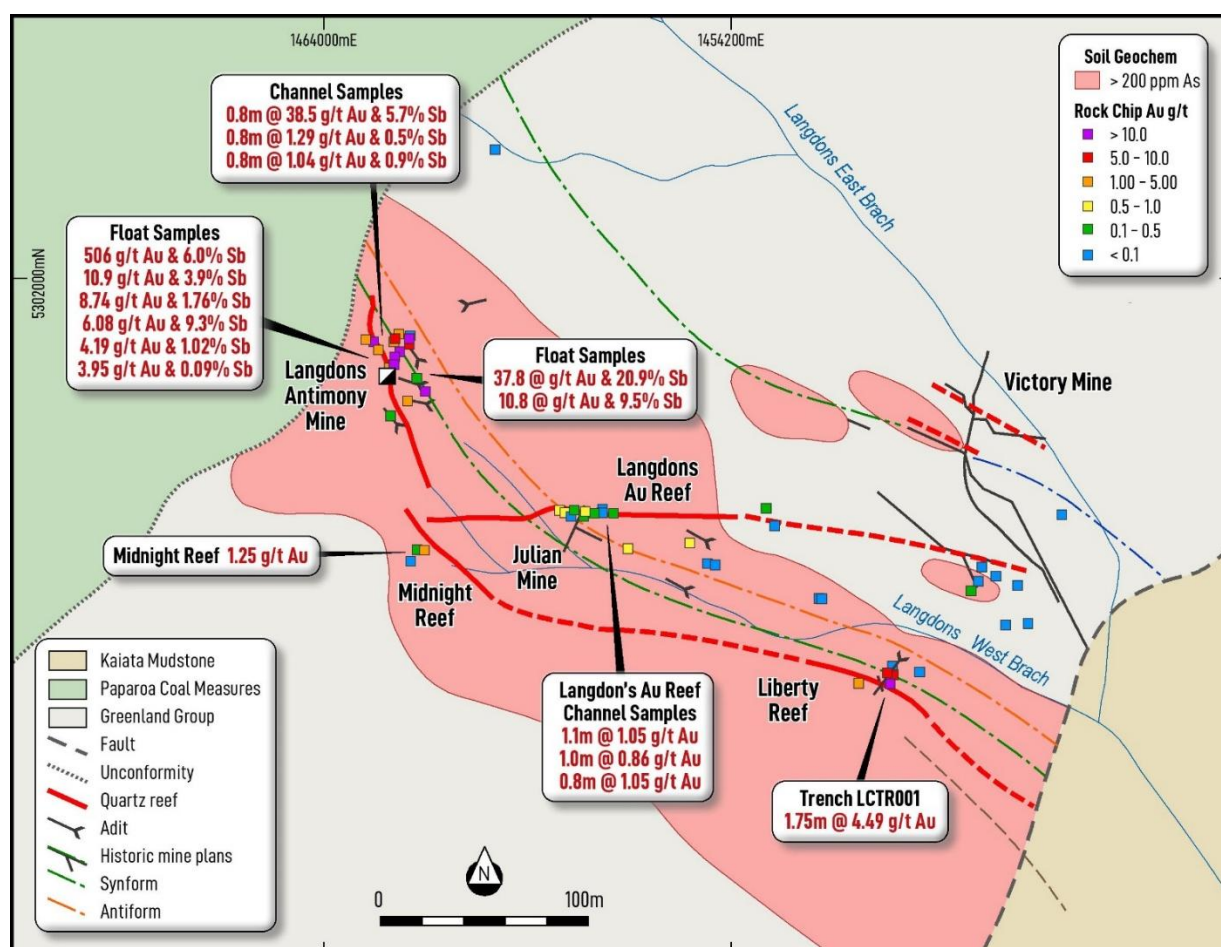 1464000mE
1454200mE
5302000mN
Channel Samples
0.8m @ 38.5 g/t Au & 5.7% Sb
0.8m @ 1.29 g/t Au & 0.5% Sb
0.8m @ 1.04 g/t Au & 0.9% Sb
Soil Geochem
> 200 ppm As
Rock Chip Au g/t
> 10.0
5.0 - 10.0
1.00 - 5.00
0.5 - 1.0
0.1 - 0.5
< 0.1
Langdons East Brach
Float Samples
506 g/t Au & 6.0% Sb
10.9 g/t Au & 3.9% Sb
8.74 g/t Au & 1.76% Sb
6.08 g/t Au & 9.3% Sb
4.19 g/t Au & 1.02% Sb
3.95 g/t Au & 0.09% Sb
Float Samples
37.8 @ g/t Au & 20.9% Sb
10.8 @ g/t Au & 9.5% Sb
Langdons
Antimony
Mine
Victory Mine
Langdons
Au Reef
Julian
Mine
Midnight Reef 1.25 g/t Au
Midnight
Reef
Langdons West Brach
Liberty
Reef
Langdon's Au Reef
Channel Samples
1.1m @ 1.05 g/t Au
1.0m @ 0.86 g/t Au
0.8m @ 1.05 g/t Au
Trench LCTR001
1.75m @ 4.49 g/t Au
Kaiata Mudstone
Paparoa Coal Measures
Greenland Group
Fault
Unconformity
Quartz reef
Adit
Historic mine plans
Synform
Antiform
N
0 100m